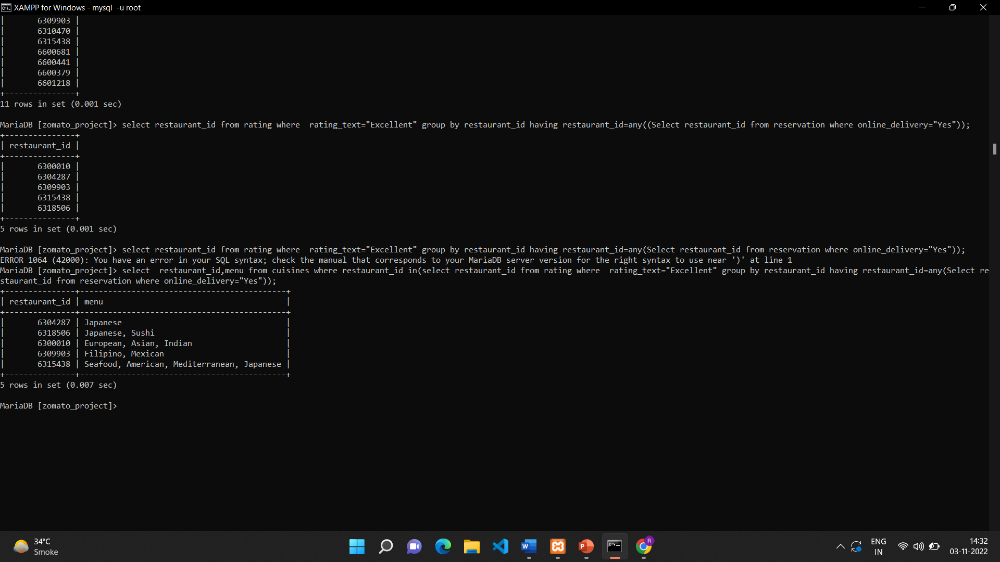 XAMPP for Windows - mysql  -u root
|       6309903 |
|       6310470 |
|       6315438 |
|       6600681 |
|       6600441 |
|       6600379 |
|       6601218 |
+---------------+
11 rows in set (0.001 sec)
MariaDB [zomato_project]> select restaurant_id from rating where  rating_text="Excellent" group by restaurant_id having restaurant_id=any((Select restaurant_id from reservation where online_delivery="Yes"));
+---------------+
| restaurant_id |
+---------------+
|       6300010 |
|       6304287 |
|       6309903 |
|       6315438 |
|       6318506 |
+---------------+
5 rows in set (0.001 sec)
MariaDB [zomato_project]> select restaurant_id from rating where  rating_text="Excellent" group by restaurant_id having restaurant_id=any(Select restaurant_id from reservation where online_delivery="Yes"));
ERROR 1064 (42000): You have an error in your SQL syntax; check the manual that corresponds to your MariaDB server version for the right syntax to use near ')' at line 1
MariaDB [zomato_project]> select  restaurant_id,menu from cuisines where restaurant_id in(select restaurant_id from rating where  rating_text="Excellent" group by restaurant_id having restaurant_id=any(Select re
staurant_id from reservation where online_delivery="Yes"));
+---------------+--------------------------------------------+
| restaurant_id | menu                                       |
+---------------+--------------------------------------------+
|       6304287 | Japanese                                   |
|       6318506 | Japanese, Sushi                            |
|       6300010 | European, Asian, Indian                    |
|       6309903 | Filipino, Mexican                          |
|       6315438 | Seafood, American, Mediterranean, Japanese |
+---------------+--------------------------------------------+
5 rows in set (0.007 sec)
MariaDB [zomato_project]>
34°C
Smoke
R
ENG
IN
14:32
03-11-2022